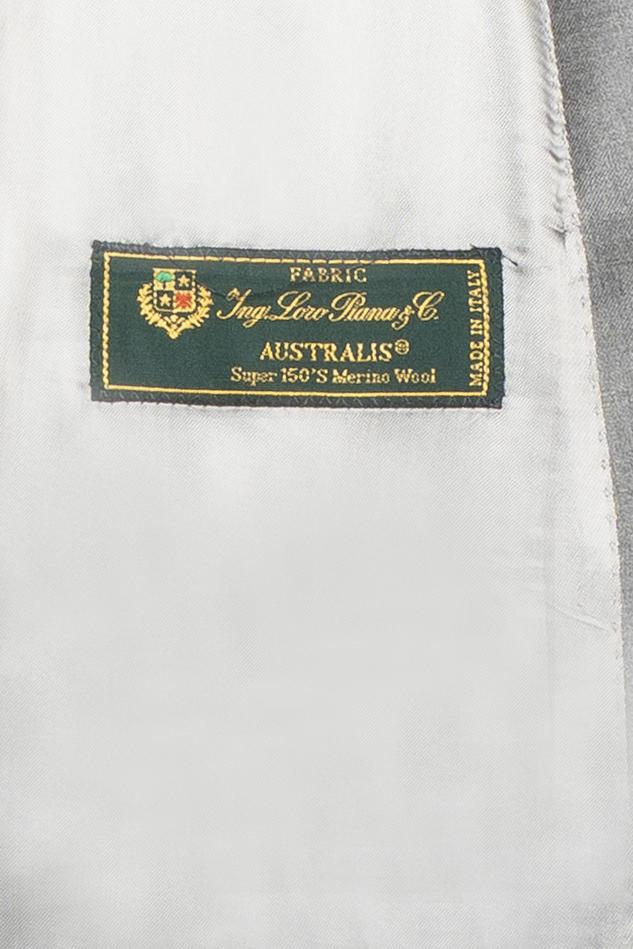 FABRIC
Ing. Loro Piana & C.
AUSTRALIS®
Super 150'S Merino Wool
MADE IN ITALY